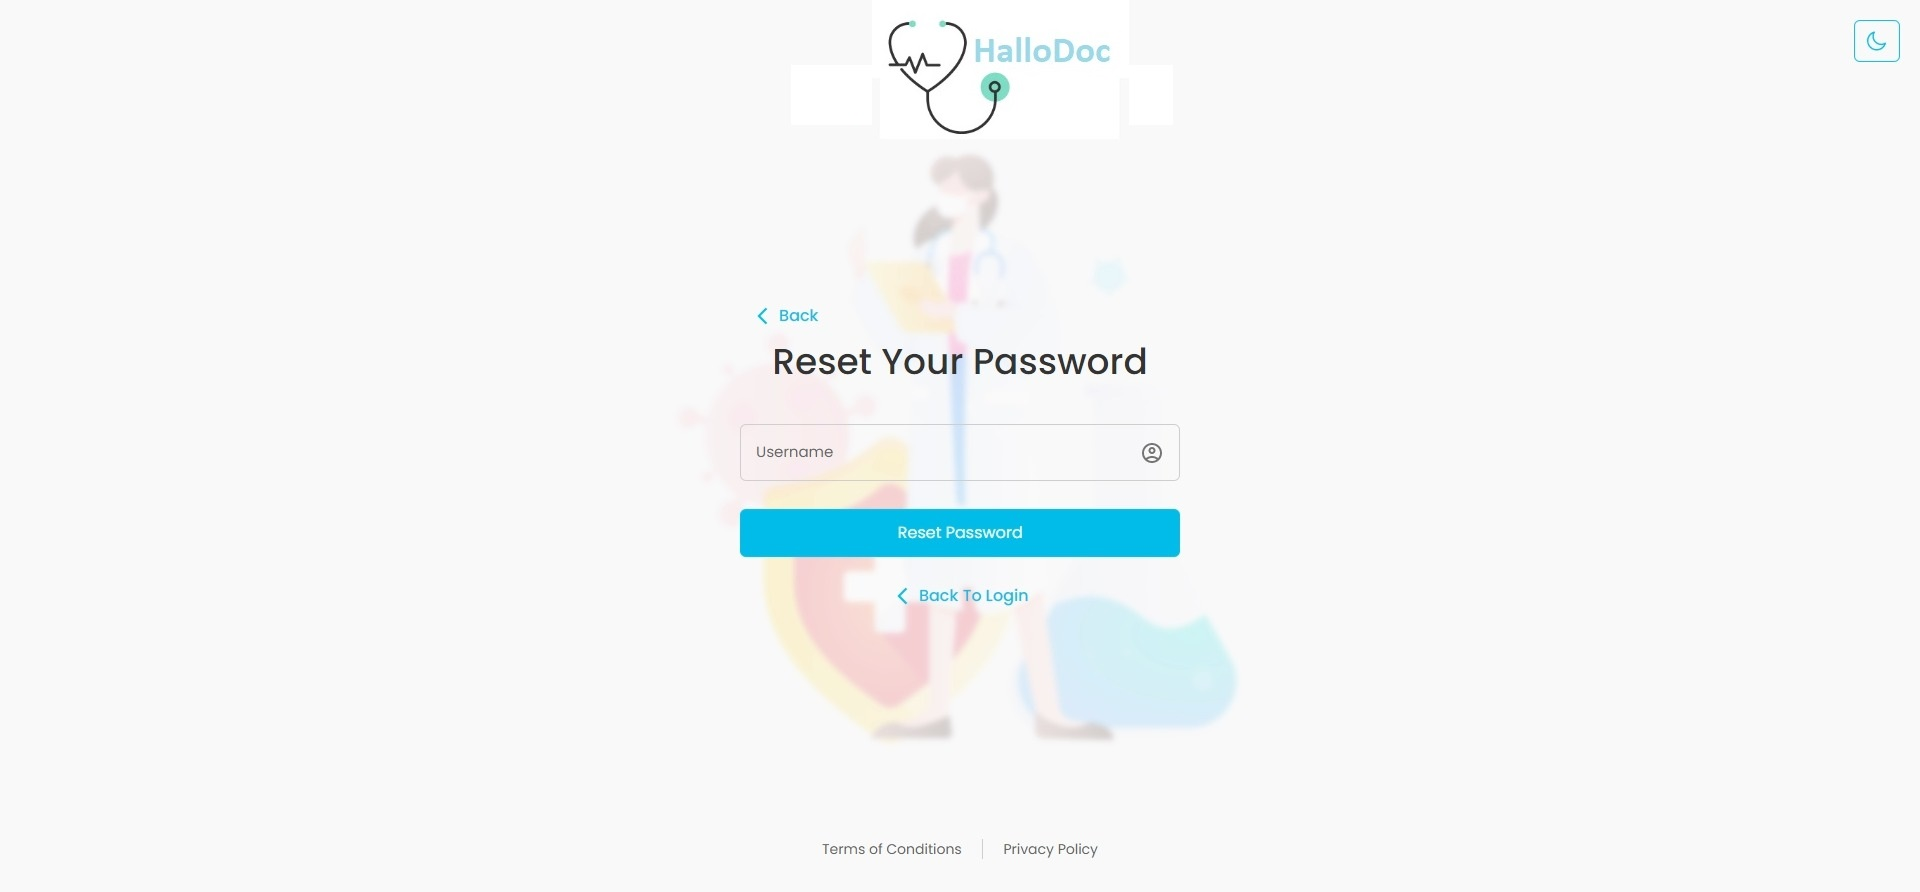 HalloDoc
Back
Reset Your Password
Username
Reset Password
Back To Login
Terms of Conditions
Privacy Policy